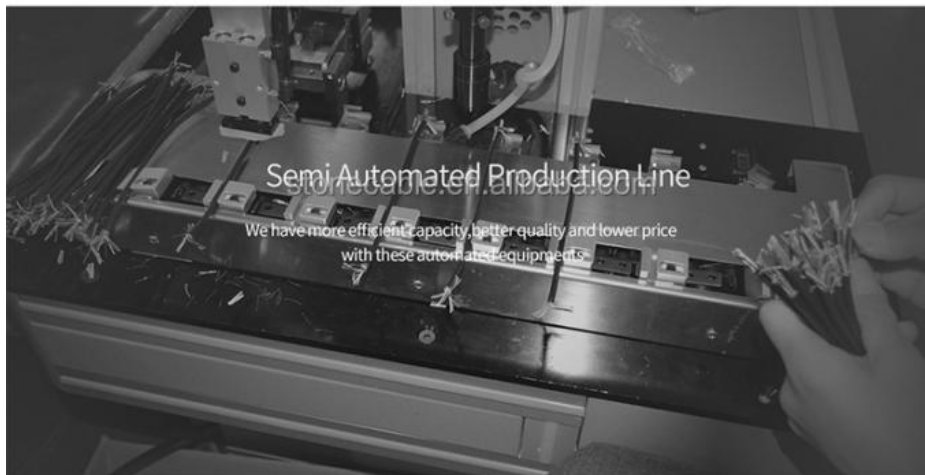 Semi Automated Production Line
stonecable.en.alibaba.com
We have more efficient capacity,better quality and lower price
with these automated equipments